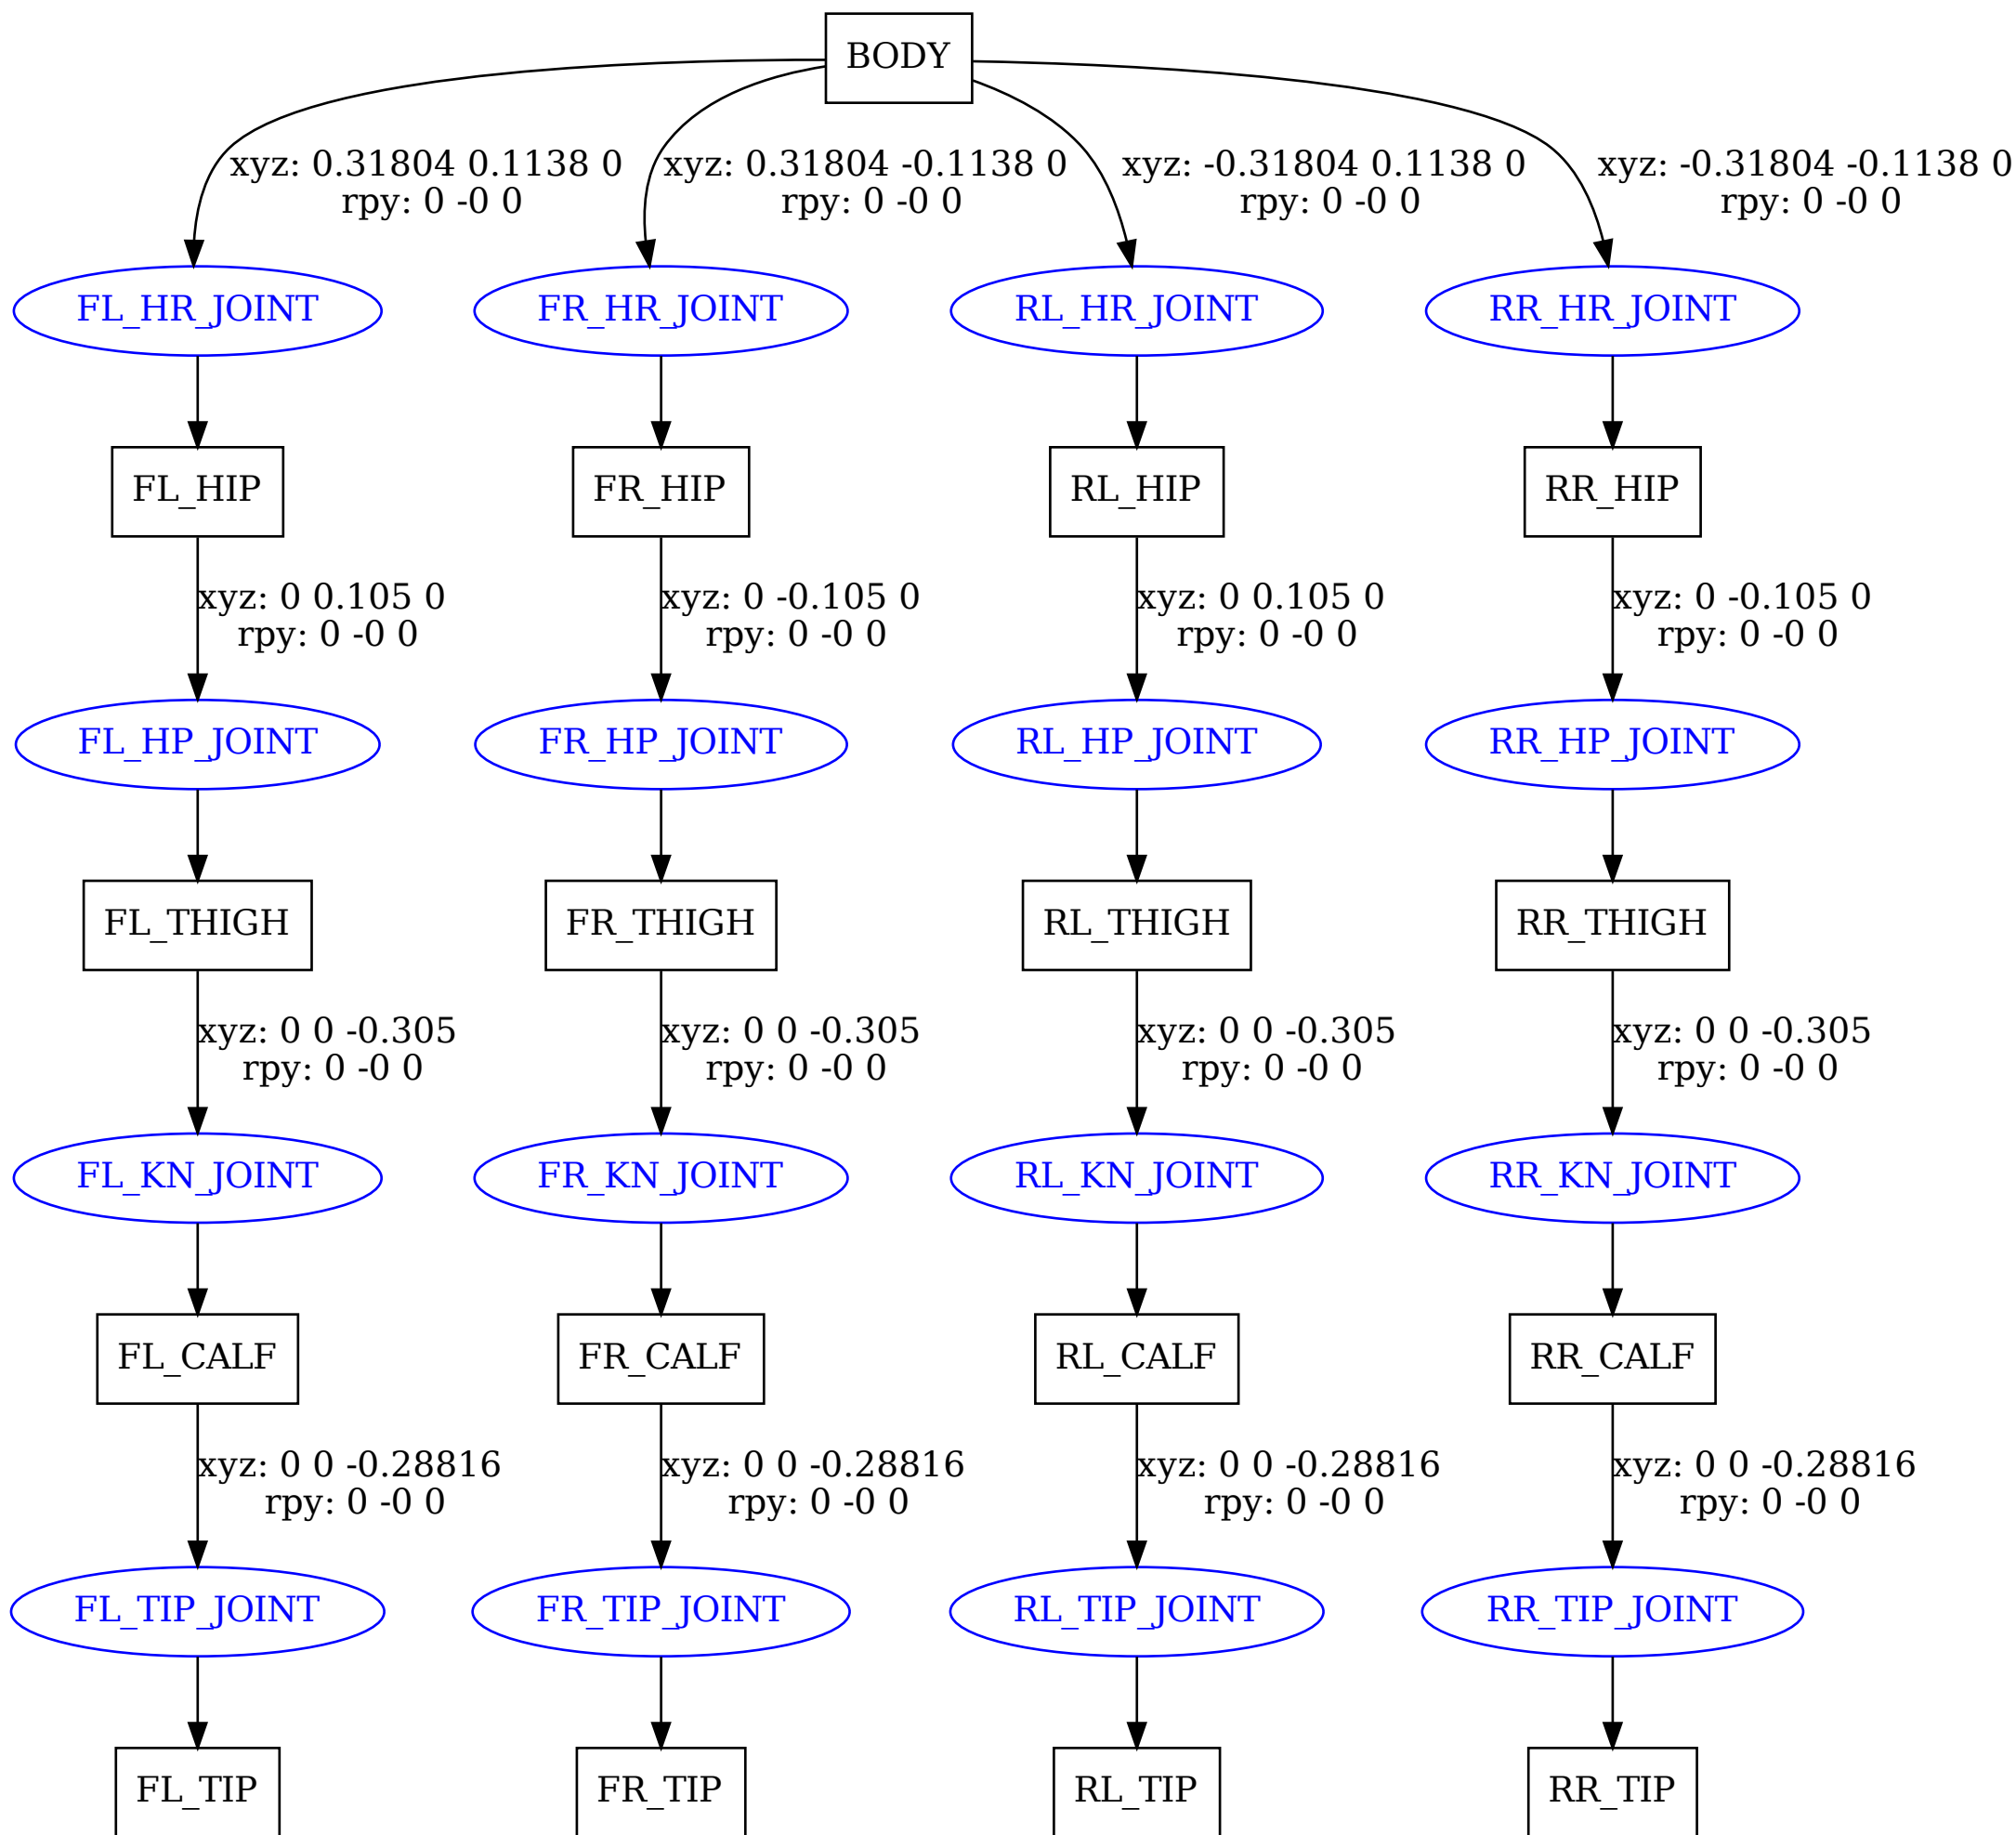 BODY
xyz: 0.31804 0.1138 0
rpy: 0 -0 0
xyz: 0.31804 -0.1138 0
rpy: 0 -0 0
xyz: -0.31804 0.1138 0
rpy: 0 -0 0
xyz: -0.31804 -0.1138 0
rpy: 0 -0 0
FL_HR_JOINT
FR_HR_JOINT
RL_HR_JOINT
RR_HR_JOINT
FL_HIP
FR_HIP
RL_HIP
RR_HIP
xyz: 0 0.105 0
rpy: 0 -0 0
xyz: 0 -0.105 0
rpy: 0 -0 0
xyz: 0 0.105 0
rpy: 0 -0 0
xyz: 0 -0.105 0
rpy: 0 -0 0
FL_HP_JOINT
FR_HP_JOINT
RL_HP_JOINT
RR_HP_JOINT
FL_THIGH
FR_THIGH
RL_THIGH
RR_THIGH
xyz: 0 0 -0.305
rpy: 0 -0 0
xyz: 0 0 -0.305
rpy: 0 -0 0
xyz: 0 0 -0.305
rpy: 0 -0 0
xyz: 0 0 -0.305
rpy: 0 -0 0
FL_KN_JOINT
FR_KN_JOINT
RL_KN_JOINT
RR_KN_JOINT
FL_CALF
FR_CALF
RL_CALF
RR_CALF
xyz: 0 0 -0.28816
rpy: 0 -0 0
xyz: 0 0 -0.28816
rpy: 0 -0 0
xyz: 0 0 -0.28816
rpy: 0 -0 0
xyz: 0 0 -0.28816
rpy: 0 -0 0
FL_TIP_JOINT
FR_TIP_JOINT
RL_TIP_JOINT
RR_TIP_JOINT
FL_TIP
FR_TIP
RL_TIP
RR_TIP